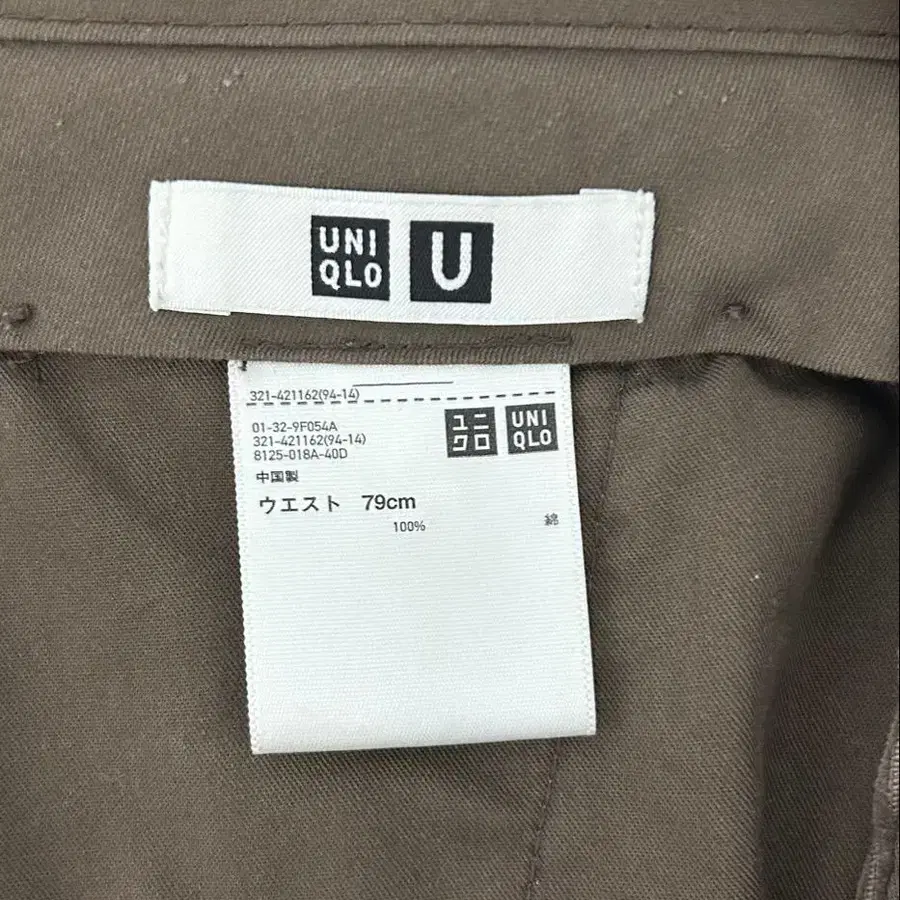 UNI
QLO
U
321-421162(94-14)
01-32-9F054A
321-421162(94-14)
8125-018A-40D
ユニ
クロ
UNI
QLO
中国製
ウエスト 79cm
100% 綿